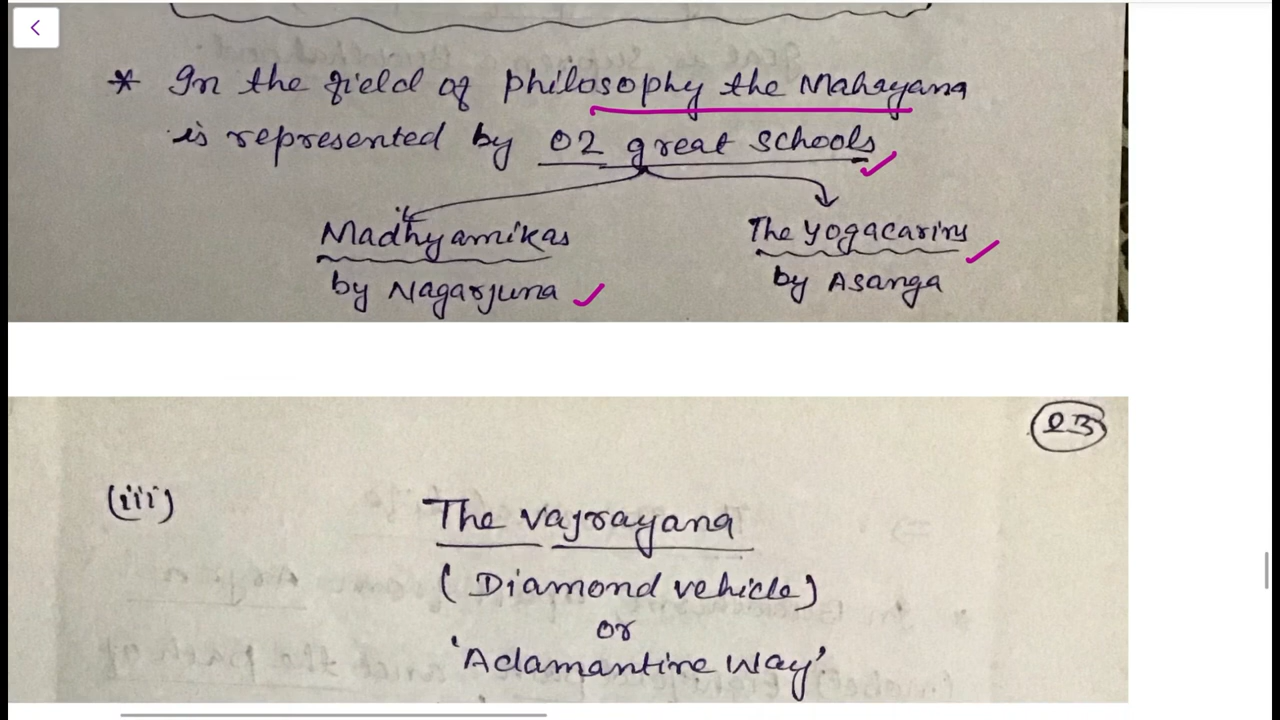 * In the field of philosophy the Mahayana
is represented by 02 great schools
Madhyamikas
by Nagarjuna
The Yogacarins
by Asanga
23
(iii)
The Vajrayana
(Diamond vehicle)
or
'Adamantine Way'.